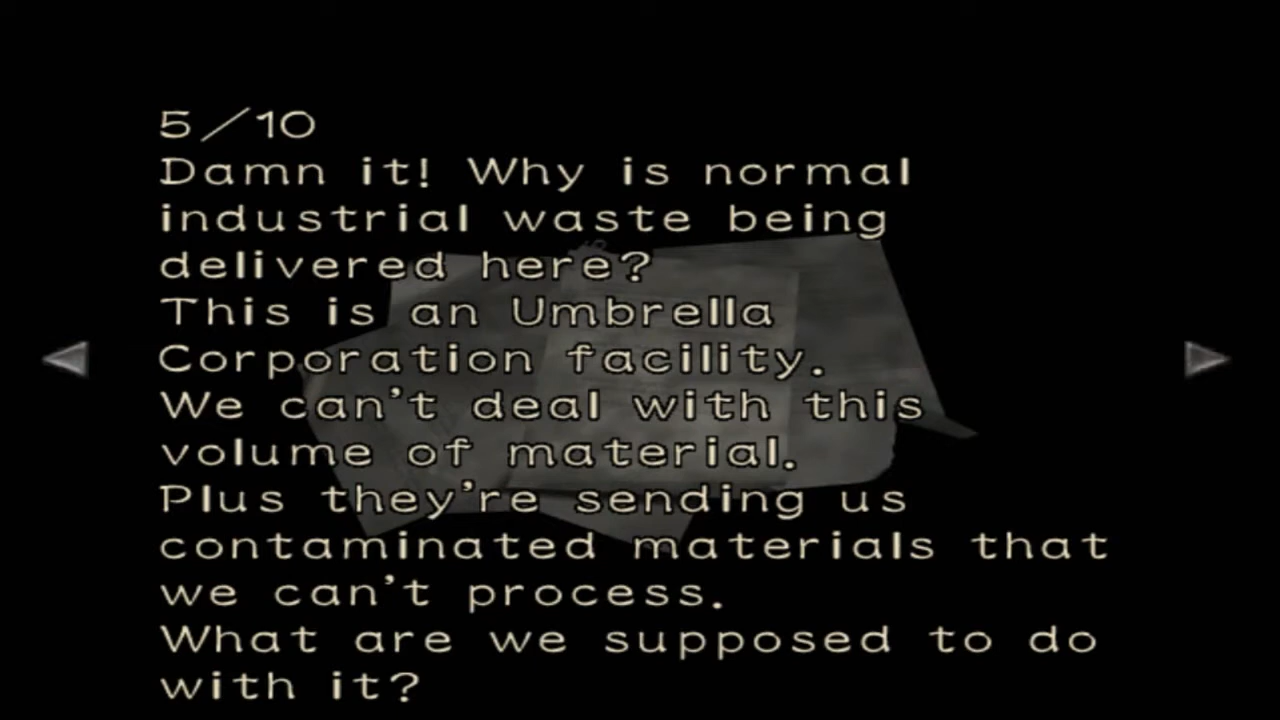 5/10
Damn it! Why is normal
industrial waste being
delivered here?
This is an Umbrella
Corporation facility.
We can't deal with this
volume of material.
Plus they're sending us
contaminated materials that
we can't process.
What are we supposed to do
with it?